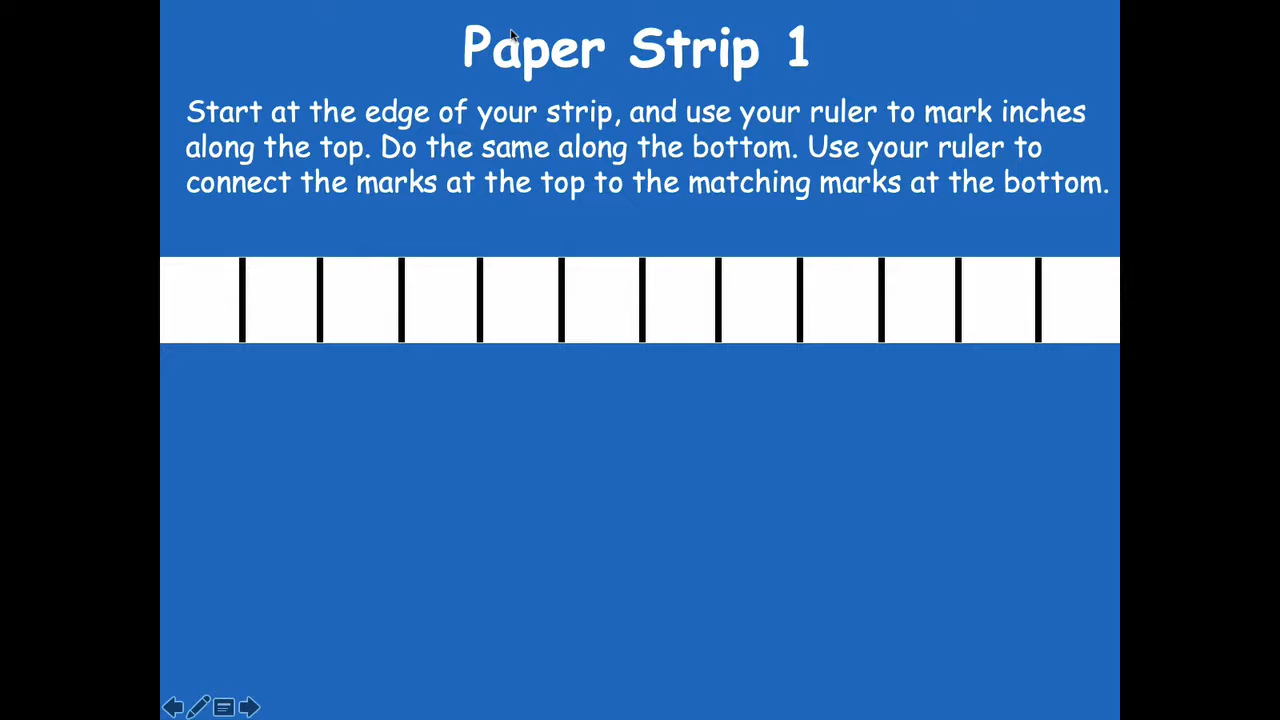 Paper Strip 1
Start at the edge of your strip, and use your ruler to mark inches
along the top. Do the same along the bottom. Use your ruler to
connect the marks at the top to the matching marks at the bottom.